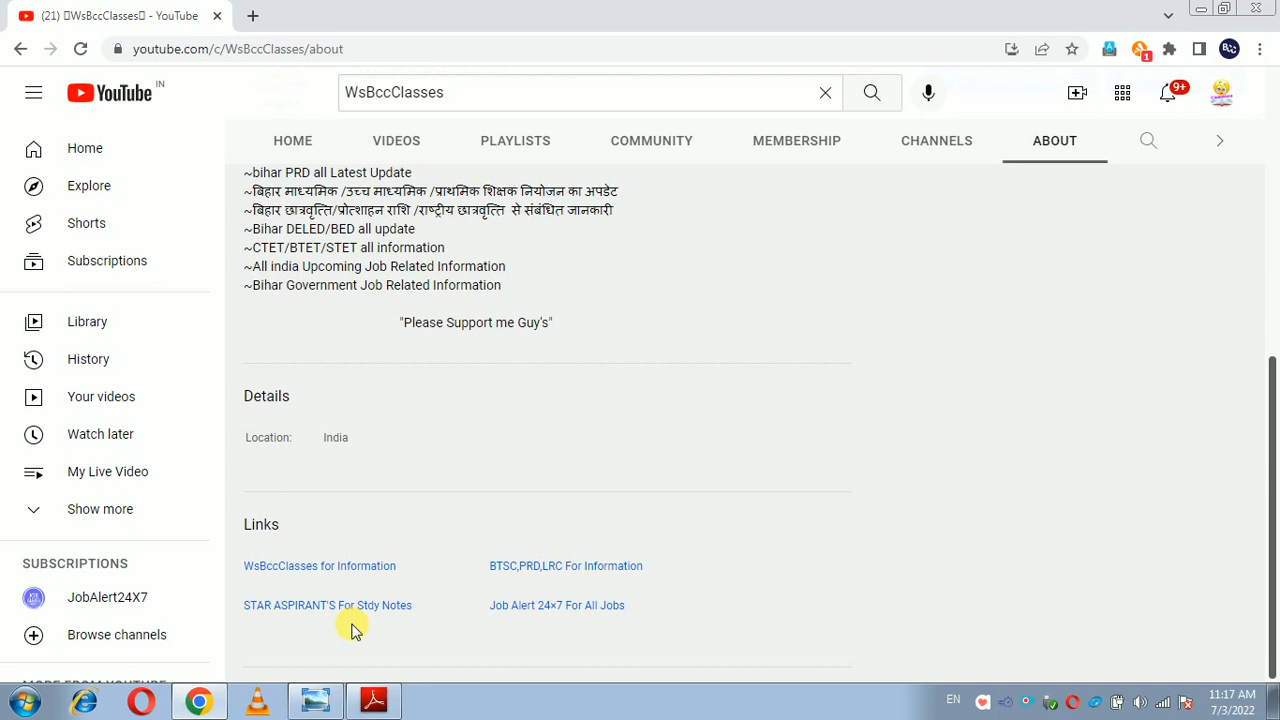 (21) WsBccClasses - YouTube
youtube.com/c/WsBccClasses/about
1
BCC
YouTube IN
WsBccClasses
9+
HOME VIDEOS PLAYLISTS COMMUNITY MEMBERSHIP CHANNELS ABOUT
Home
Explore
Shorts
Subscriptions
Library
History
Your videos
Watch later
My Live Video
Show more
SUBSCRIPTIONS
JobAlert24X7
Browse channels
MORE FROM YOUTUBE
~bihar PRD all Latest Update
~बिहार माध्यमिक /उच्च माध्यमिक /प्राथमिक शिक्षक नियोजन का अपडेट
~बिहार छात्रवृत्ति/प्रोत्शाहन राशि /राष्ट्रीय छात्रवृत्ति से संबंधित जानकारी
~Bihar DELED/BED all update
~CTET/BTET/STET all information
~All india Upcoming Job Related Information
~Bihar Government Job Related Information
"Please Support me Guy's"
Details
Location: India
Links
WsBccClasses for Information BTSC,PRD,LRC For Information
STAR ASPIRANT'S For Stdy Notes Job Alert 24×7 For All Jobs
EN
11:17 AM
7/3/2022